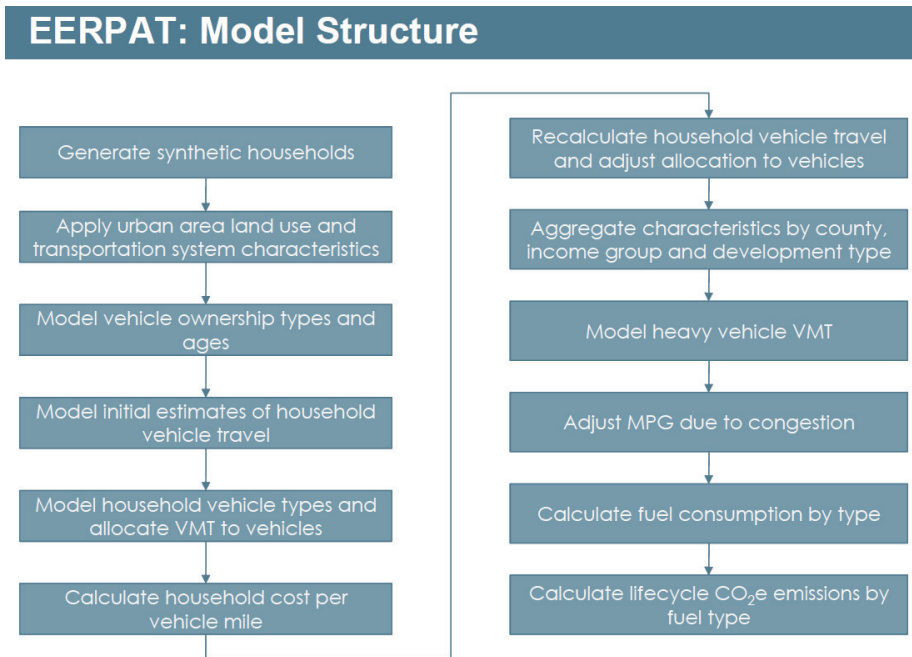 EERPAT: Model Structure
Generate synthetic households
Apply urban area land use and
transportation system characteristics
Model vehicle ownership types and
ages
Model initial estimates of household
vehicle travel
Model household vehicle types and
allocate VMT to vehicles
Calculate household cost per
vehicle mile
Recalculate household vehicle travel
and adjust allocation to vehicles
Aggregate characteristics by county,
income group and development type
Model heavy vehicle VMT
Adjust MPG due to congestion
Calculate fuel consumption by type
Calculate lifecycle CO₂e emissions by
fuel type